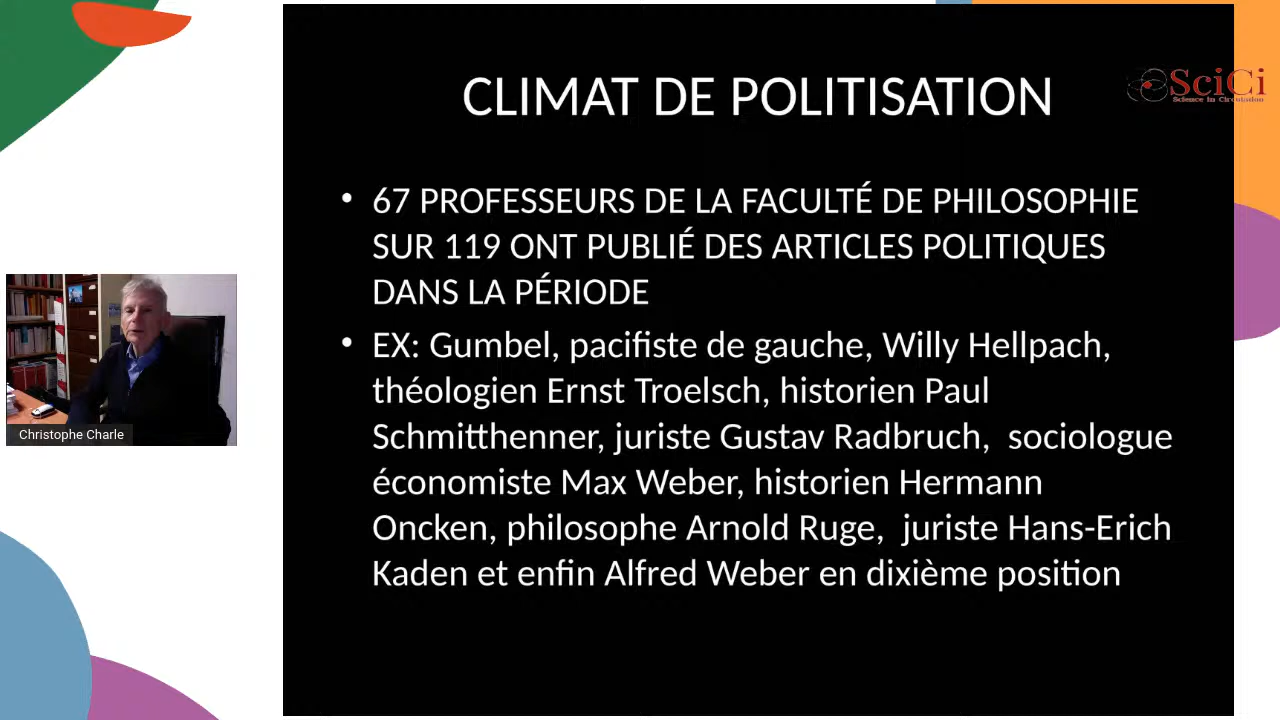 CLIMAT DE POLITISATION
SciCi
Science in Circulation
• 67 PROFESSEURS DE LA FACULTÉ DE PHILOSOPHIE
SUR 119 ONT PUBLIÉ DES ARTICLES POLITIQUES
DANS LA PÉRIODE
• EX: Gumbel, pacifiste de gauche, Willy Hellpach,
théologien Ernst Troelsch, historien Paul
Schmitthenner, juriste Gustav Radbruch,  sociologue
économiste Max Weber, historien Hermann
Oncken, philosophe Arnold Ruge,  juriste Hans-Erich
Kaden et enfin Alfred Weber en dixième position
Christophe Charle